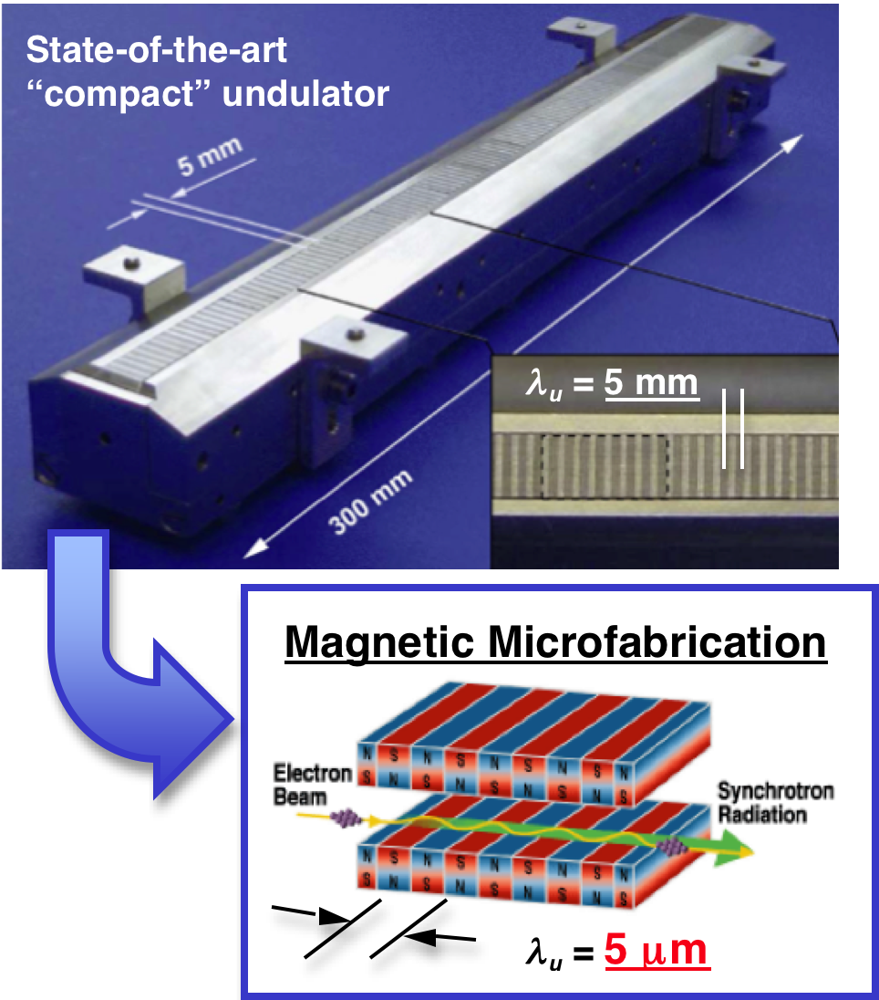 State-of-the-art
“compact” undulator
5 mm
300 mm
λu = 5 mm
Magnetic Microfabrication
N S N S N S N S N
S N S N S N S N S
Electron
Beam
Synchrotron
Radiation
N S N S N S N S N
S N S N S N S N S
λu = 5 μm